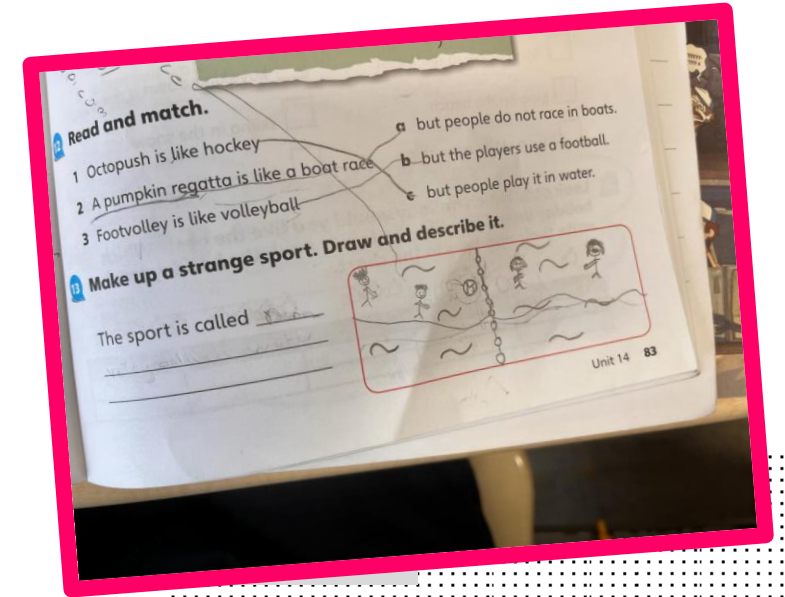 12 Read and match.
1 Octopush is like hockey
2 A pumpkin regatta is like a boat race
3 Footvolley is like volleyball
a but people do not race in boats.
b but the players use a football.
c but people play it in water.
13 Make up a strange sport. Draw and describe it.
The sport is called
Unit 14 83